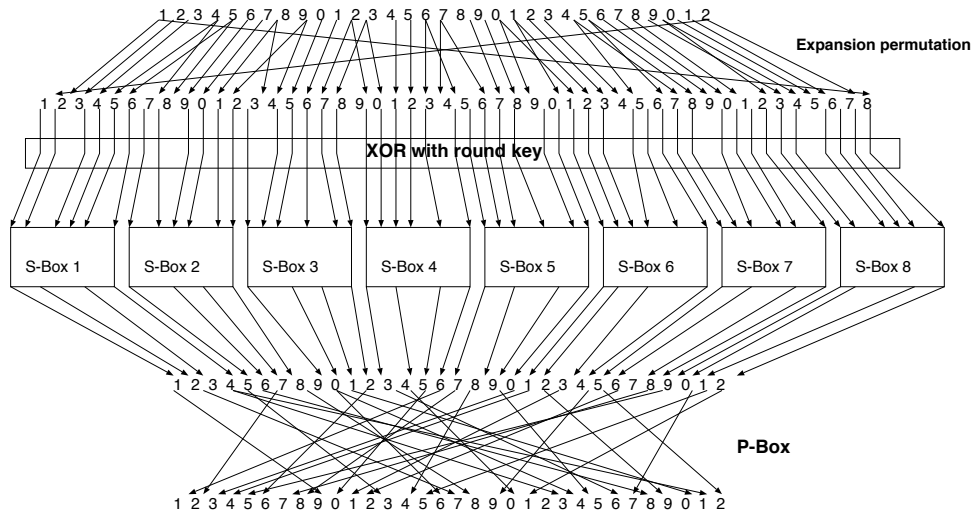 1 2 3 4 5 6 7 8 9 0 1 2 3 4 5 6 7 8 9 0 1 2 3 4 5 6 7 8 9 0 1 2
Expansion permutation
1 2 3 4 5 6 7 8 9 0 1 2 3 4 5 6 7 8 9 0 1 2 3 4 5 6 7 8 9 0 1 2 3 4 5 6 7 8 9 0 1 2 3 4 5 6 7 8
XOR with round key
S-Box 1 S-Box 2 S-Box 3 S-Box 4 S-Box 5 S-Box 6 S-Box 7 S-Box 8
1 2 3 4 5 6 7 8 9 0 1 2 3 4 5 6 7 8 9 0 1 2 3 4 5 6 7 8 9 0 1 2
P-Box
1 2 3 4 5 6 7 8 9 0 1 2 3 4 5 6 7 8 9 0 1 2 3 4 5 6 7 8 9 0 1 2